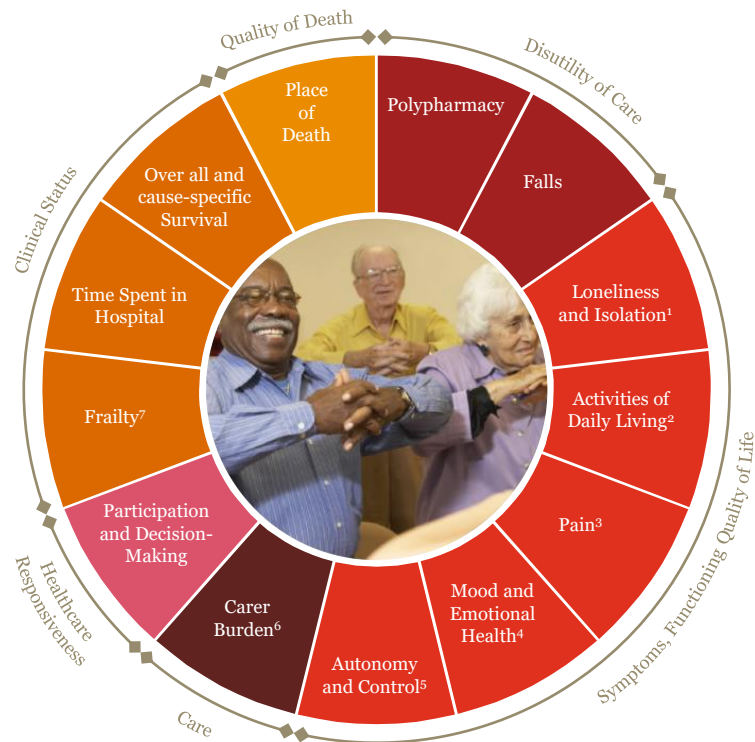 Quality of Death
Disutility of Care
Symptoms, Functioning Quality of Life
Care
Healthcare
Responsiveness
Clinical Status
Polypharmacy
Falls
Loneliness
and Isolation¹
Activities of
Daily Living²
Pain³
Mood and
Emotional
Health⁴
Autonomy
and Control⁵
Carer
Burden⁶
Participation
and Decision-
Making
Frailty⁷
Time Spent in
Hospital
Over all and
cause-specific
Survival
Place
of
Death